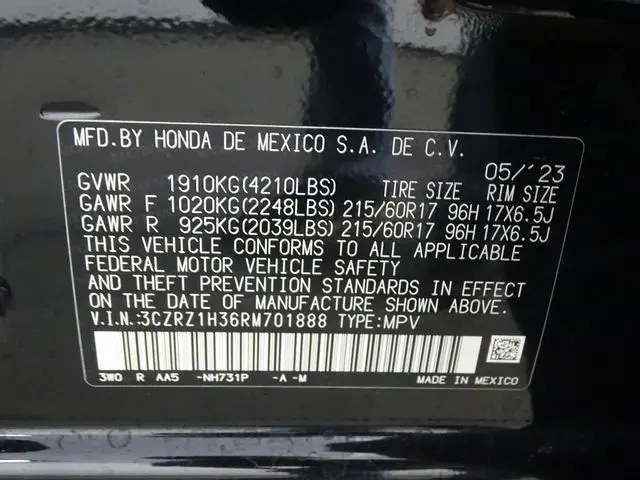 MFD.BY HONDA DE MEXICO S.A. DE C.V.
05/'23
GVWR 1910KG(4210LBS) TIRE SIZE RIM SIZE
GAWR F 1020KG(2248LBS) 215/60R17 96H 17X6.5J
GAWR R 925KG(2039LBS) 215/60R17 96H 17X6.5J
THIS VEHICLE CONFORMS TO ALL APPLICABLE
FEDERAL MOTOR VEHICLE SAFETY
AND THEFT PREVENTION STANDARDS IN EFFECT
ON THE DATE OF MANUFACTURE SHOWN ABOVE.
V.I.N.:3CZRZ1H36RM701888 TYPE:MPV
3W0 R AA5 -NH731P -A -M MADE IN MEXICO